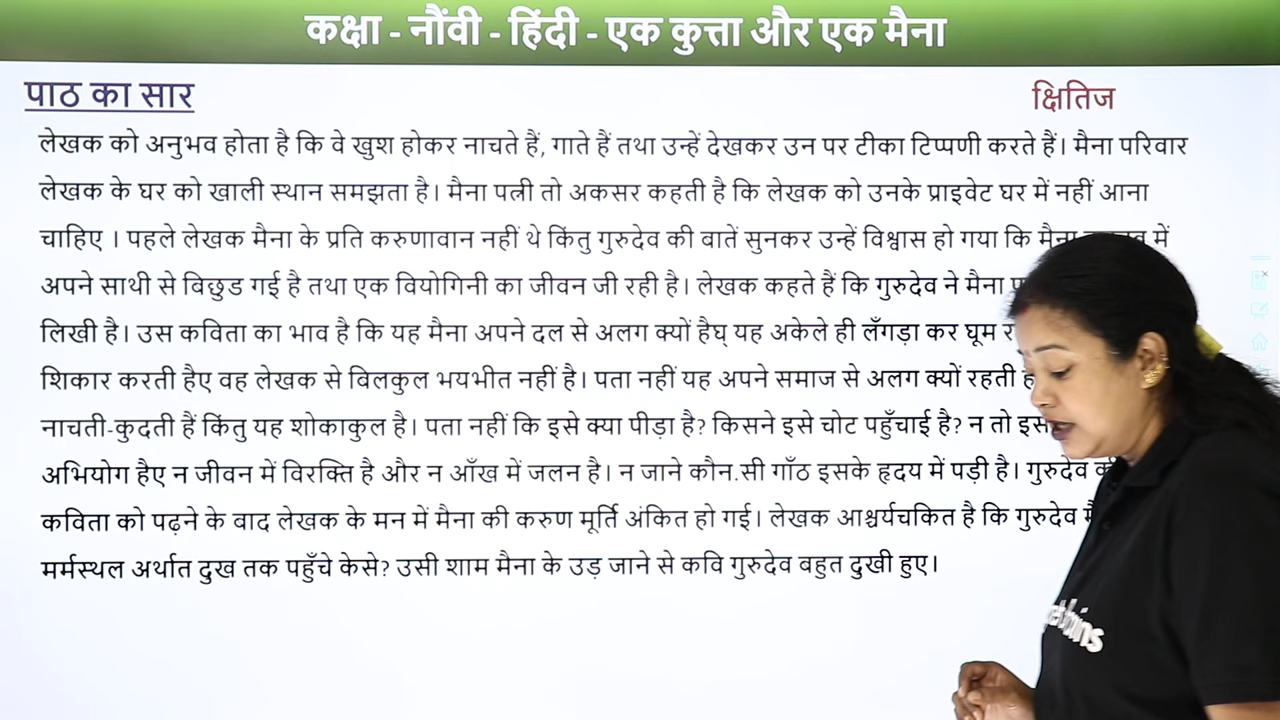 कक्षा - नौंवी - हिंदी - एक कुत्ता और एक मैना
पाठ का सार
क्षितिज
लेखक को अनुभव होता है कि वे खुश होकर नाचते हैं, गाते हैं तथा उन्हें देखकर उन पर टीका टिप्पणी करते हैं। मैना परिवार
लेखक के घर को खाली स्थान समझता है। मैना पत्नी तो अकसर कहती है कि लेखक को उनके प्राइवेट घर में नहीं आना
चाहिए । पहले लेखक मैना के प्रति करुणावान नहीं थे किंतु गुरुदेव की बातें सुनकर उन्हें विश्वास हो गया कि मैना में
अपने साथी से विछुड गई है तथा एक वियोगिनी का जीवन जी रही है। लेखक कहते हैं कि गुरुदेव ने मैना
लिखी है। उस कविता का भाव है कि यह मैना अपने दल से अलग क्यों हैघ् यह अकेले ही लँगड़ा कर घूम
शिकार करती हैए वह लेखक से बिलकुल भयभीत नहीं है। पता नहीं यह अपने समाज से अलग क्यों रहती
नाचती-कुदती हैं किंतु यह शोकाकुल है। पता नहीं कि इसे क्या पीड़ा है? किसने इसे चोट पहुँचाई है? न तो
अभियोग हैए न जीवन में विरक्ति है और न आँख में जलन है। न जाने कौन.सी गाँठ इसके हृदय में पड़ी है। गुरुदेव
कविता को पढ़ने के वाद लेखक के मन में मैना की करुण मूर्ति अंकित हो गई। लेखक आश्चर्यचकित है कि गुरुदेव
मर्मस्थल अर्थात दुख तक पहुँचे केसे? उसी शाम मैना के उड़ जाने से कवि गुरुदेव बहुत दुखी हुए।